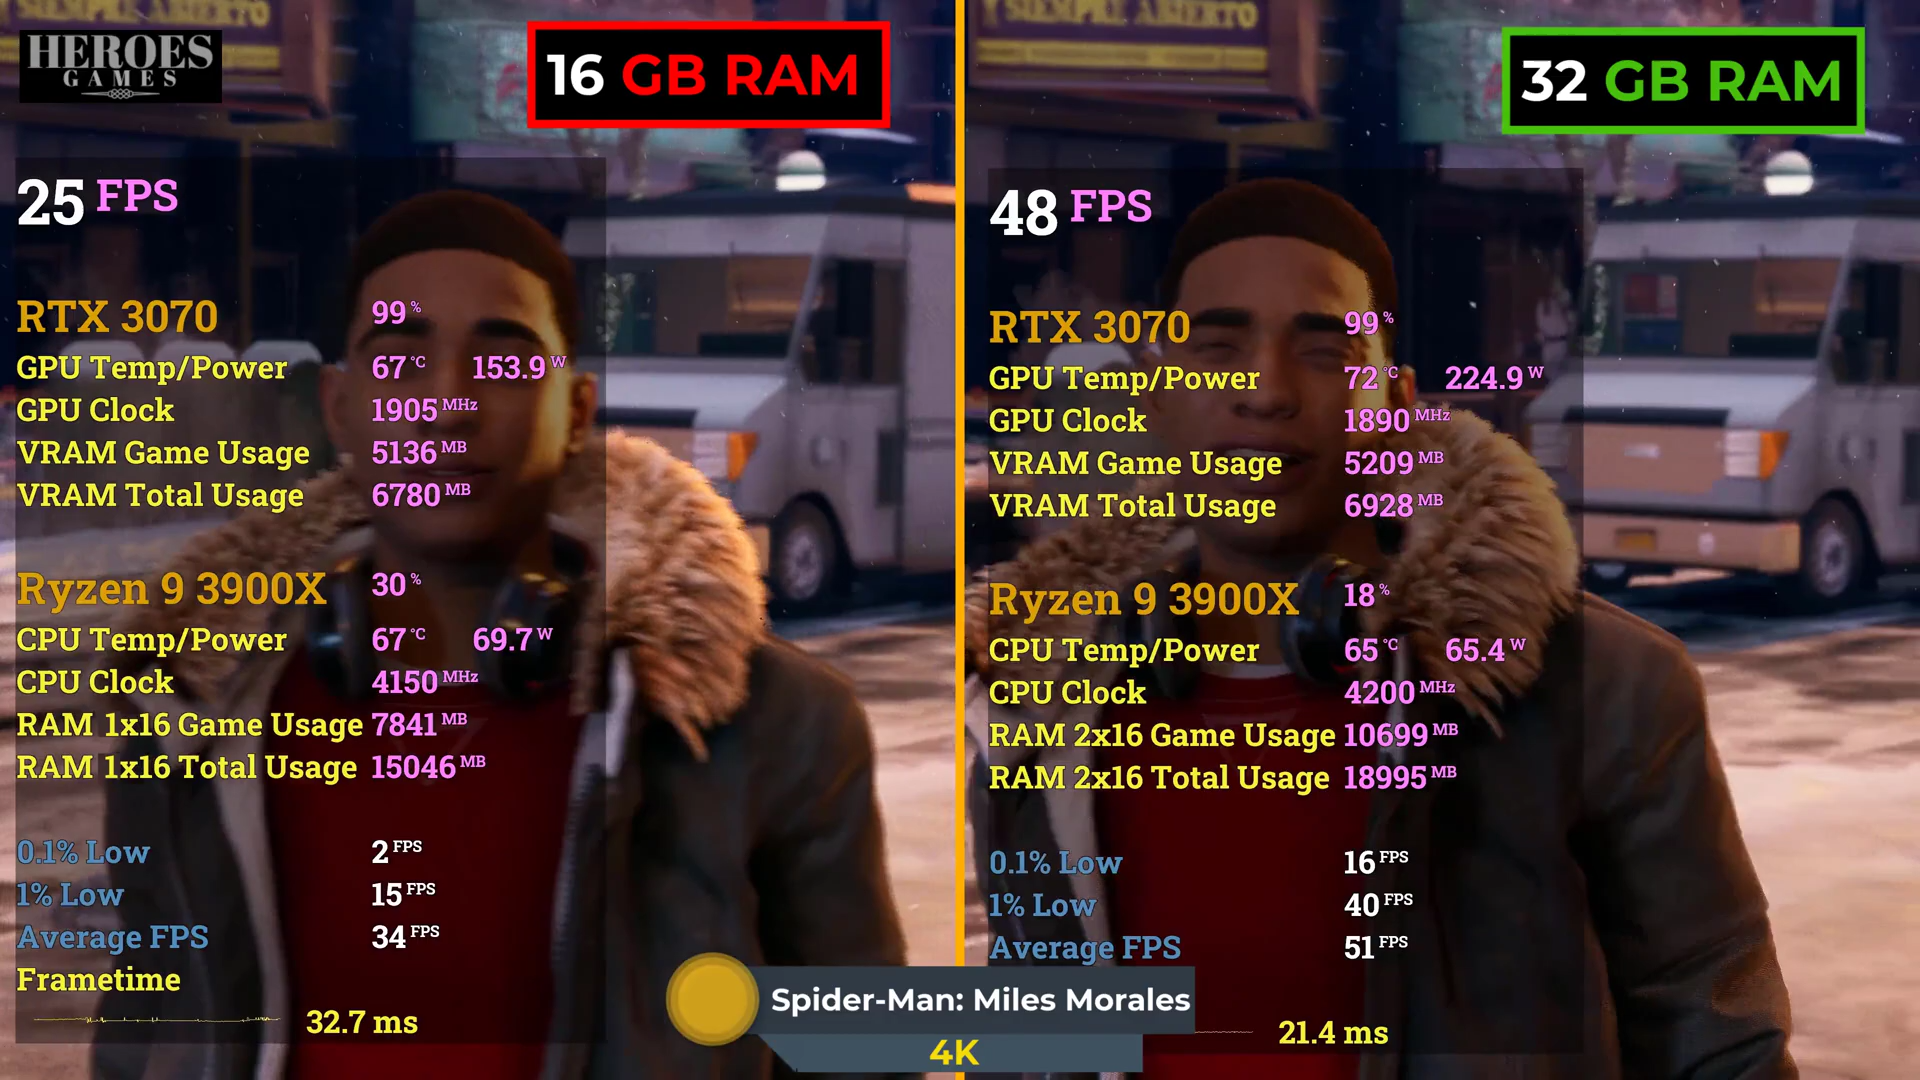 Y SIEMPRE ABIERTO
HEROES
GAMES
16 GB RAM
25 FPS
RTX 3070 99 %
GPU Temp/Power 67 °C 153.9 W
GPU Clock 1905 MHz
VRAM Game Usage 5136 MB
VRAM Total Usage 6780 MB
Ryzen 9 3900X 30 %
CPU Temp/Power 67 °C 69.7 W
CPU Clock 4150 MHz
RAM 1x16 Game Usage 7841 MB
RAM 1x16 Total Usage 15046 MB
0.1% Low 2 FPS
1% Low 15 FPS
Average FPS 34 FPS
Frametime
32.7 ms
Y SIEMPRE ABIERTO
32 GB RAM
48 FPS
RTX 3070 99 %
GPU Temp/Power 72 °C 224.9 W
GPU Clock 1890 MHz
VRAM Game Usage 5209 MB
VRAM Total Usage 6928 MB
Ryzen 9 3900X 18 %
CPU Temp/Power 65 °C 65.4 W
CPU Clock 4200 MHz
RAM 2x16 Game Usage 10699 MB
RAM 2x16 Total Usage 18995 MB
0.1% Low 16 FPS
1% Low 40 FPS
Average FPS 51 FPS
21.4 ms
Spider-Man: Miles Morales
4K